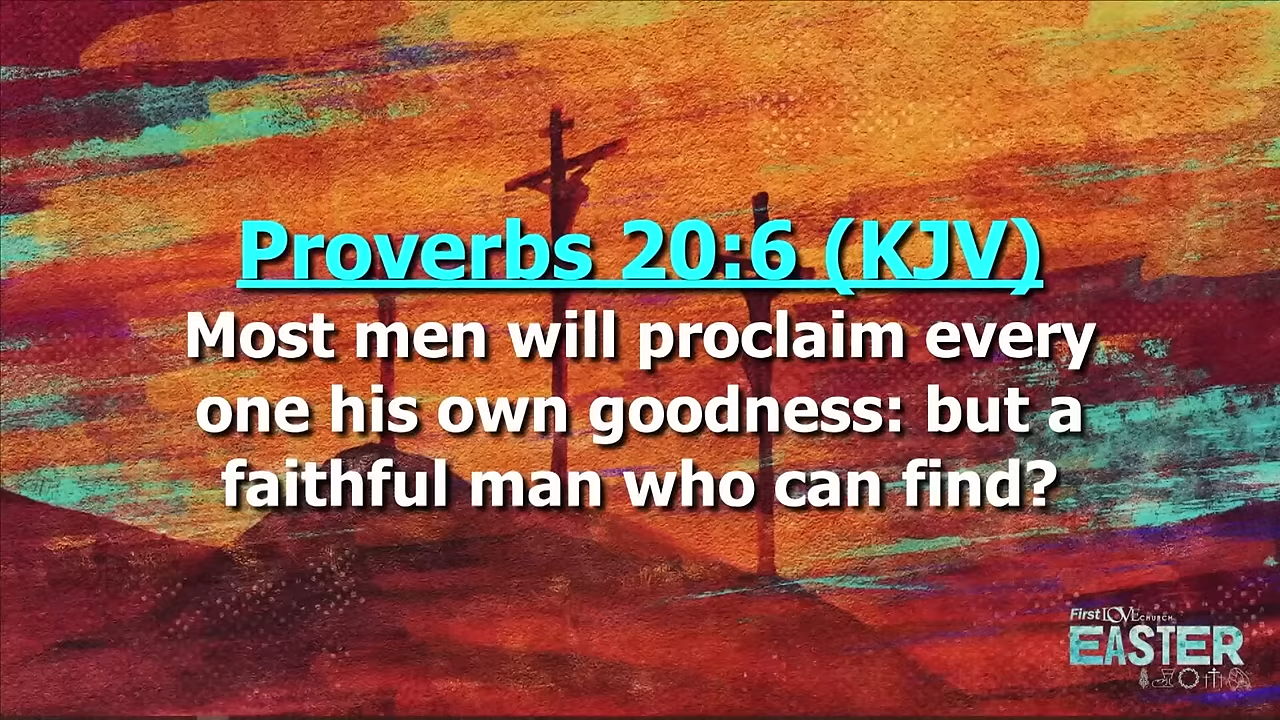 Proverbs 20:6 (KJV)
Most men will proclaim every
one his own goodness: but a
faithful man who can find?
First LOVE CHURCH
EASTER